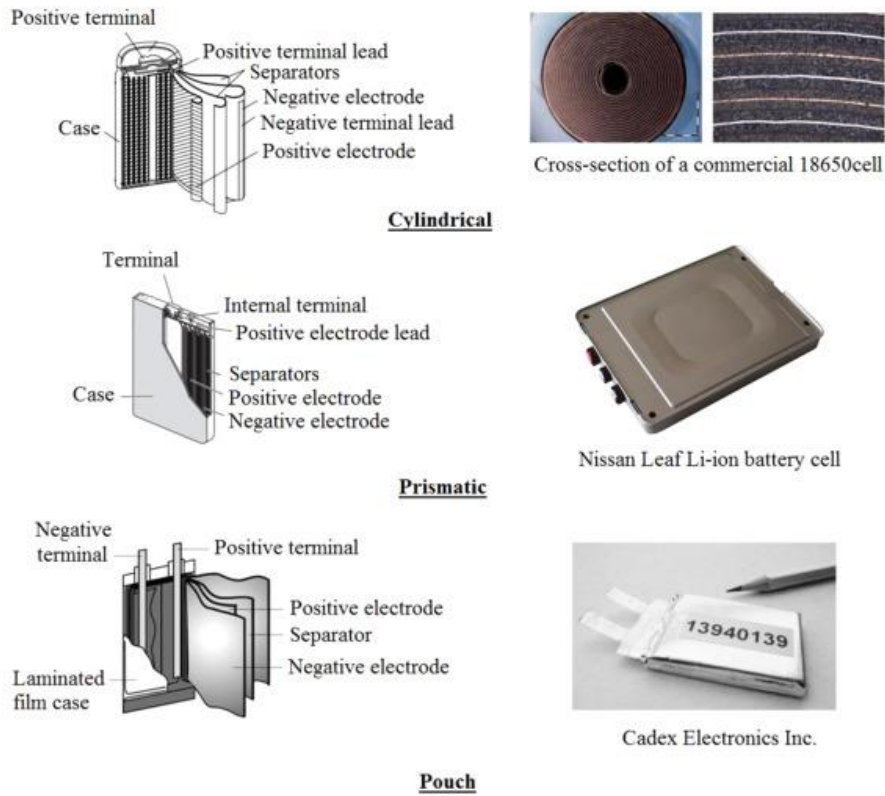 Positive terminal
Positive terminal lead
Separators
Negative electrode
Negative terminal lead
Positive electrode
Case
Cross-section of a commercial 18650cell
Cylindrical
Terminal
Internal terminal
Positive electrode lead
Separators
Positive electrode
Negative electrode
Case
Nissan Leaf Li-ion battery cell
Prismatic
Negative
terminal
Positive terminal
Positive electrode
Separator
Negative electrode
Laminated
film case
13940139
Cadex Electronics Inc.
Pouch